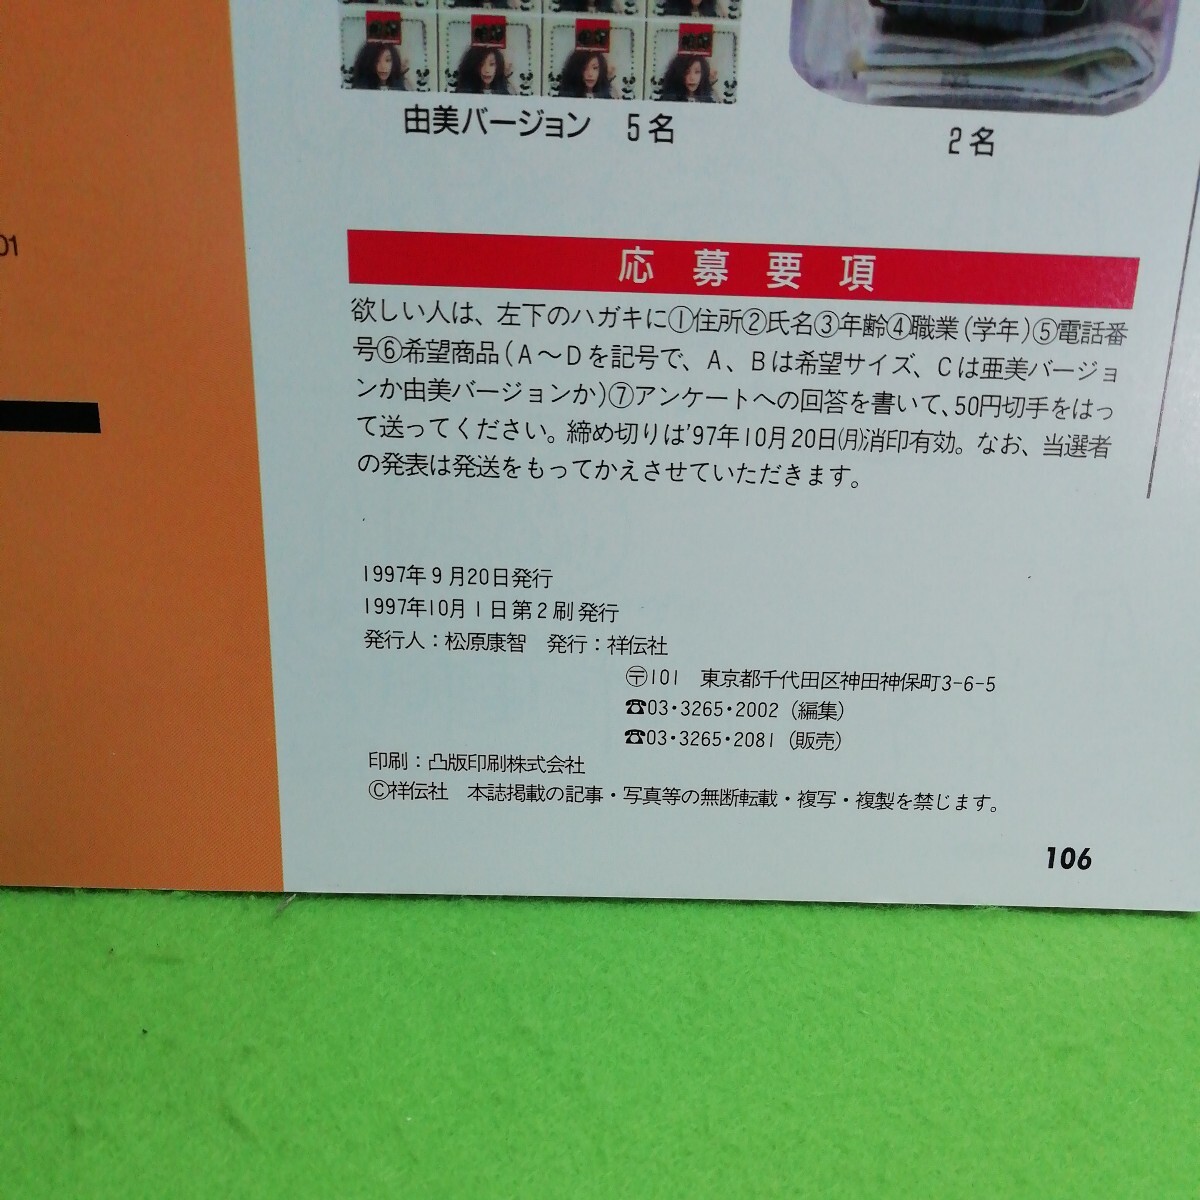 由美バージョン 5名
2名
01
応募要項
欲しい人は、左下のハガキに①住所②氏名③年齢④職業(学年)⑤電話番
号⑥希望商品(A〜Dを記号で、A、Bは希望サイズ、Cは亜美バージョ
ンか由美バージョンか)⑦アンケートへの回答を書いて、50円切手をはっ
て送ってください。締め切りは'97年10月20日(月)消印有効。なお、当選者
の発表は発送をもってかえさせていただきます。
1997年9月20日発行
1997年10月1日第2刷発行
発行人：松原康智 発行：祥伝社
〶101 東京都千代田区神田神保町3-6-5
☎03・3265・2002（編集）
☎03・3265・2081（販売）
印刷：凸版印刷株式会社
Ⓒ祥伝社 本誌掲載の記事・写真等の無断転載・複写・複製を禁じます。
106